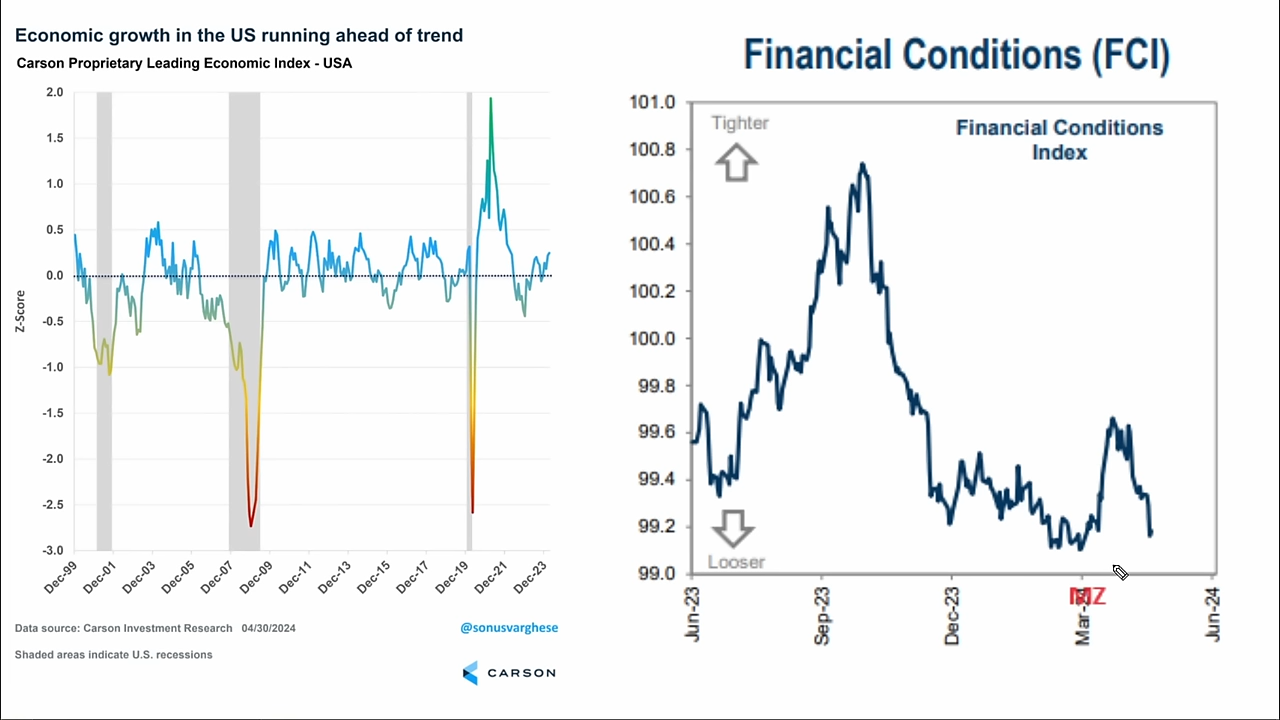 Economic growth in the US running ahead of trend
Carson Proprietary Leading Economic Index - USA
2.0
1.5
1.0
0.5
0.0
-0.5
-1.0
-1.5
-2.0
-2.5
-3.0
Z-Score
Dec-99
Dec-01
Dec-03
Dec-05
Dec-07
Dec-09
Dec-11
Dec-13
Dec-15
Dec-17
Dec-19
Dec-21
Dec-23
Data source: Carson Investment Research 04/30/2024
@sonusvarghese
Shaded areas indicate U.S. recessions
CARSON
Financial Conditions (FCI)
101.0
100.8
100.6
100.4
100.2
100.0
99.8
99.6
99.4
99.2
99.0
Tighter
Financial Conditions
Index
Looser
Jun-23
Sep-23
Dec-23
Jun-24
MZ